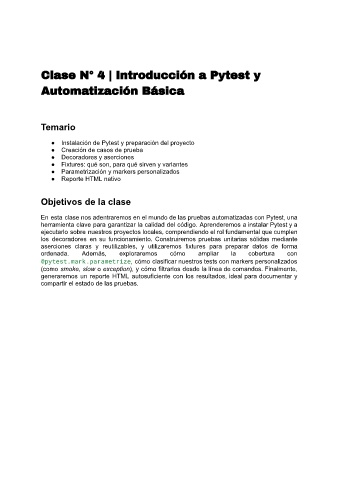 Clase N° 4 | Introducción a Pytest y
Automatización Básica
Temario
● Instalación de Pytest y preparación del proyecto
● Creación de casos de prueba
● Decoradores y aserciones
● Fixtures: qué son, para qué sirven y variantes
● Parametrización y markers personalizados
● Reporte HTML nativo
Objetivos de la clase
En esta clase nos adentraremos en el mundo de las pruebas automatizadas con Pytest, una
herramienta clave para garantizar la calidad del código. Aprenderemos a instalar Pytest y a
ejecutarlo sobre nuestros proyectos locales, comprendiendo el rol fundamental que cumplen
los decoradores en su funcionamiento. Construiremos pruebas unitarias sólidas mediante
aserciones claras y reutilizables, y utilizaremos fixtures para preparar datos de forma
ordenada. Además, exploraremos cómo ampliar la cobertura con
@pytest.mark.parametrize, cómo clasificar nuestros tests con markers personalizados
(como smoke, slow o exception), y cómo filtrarlos desde la línea de comandos. Finalmente,
generaremos un reporte HTML autosuficiente con los resultados, ideal para documentar y
compartir el estado de las pruebas.